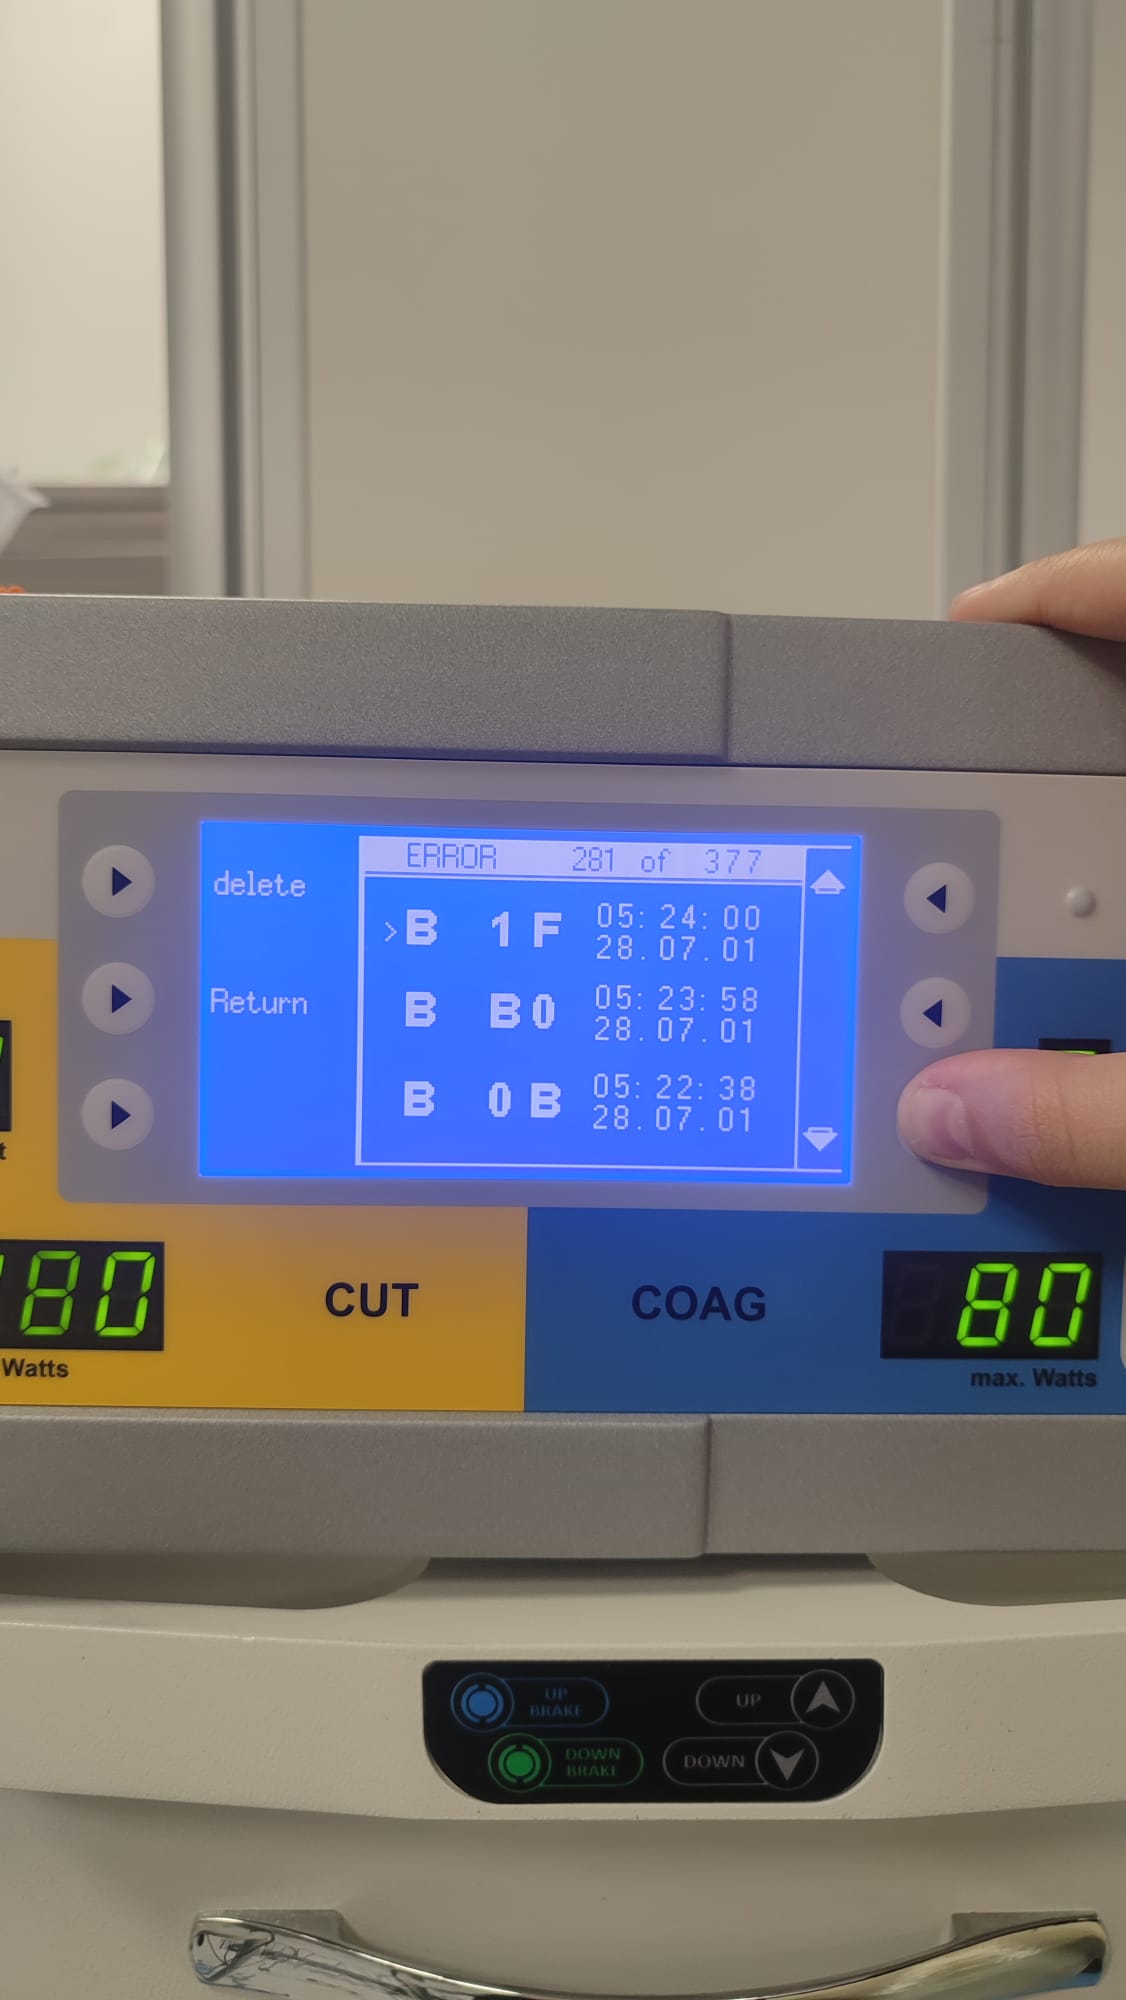 delete
Return
ERROR 281 of 377
>B 1F 05:24:00
28.07.01
B B0 05:23:58
28.07.01
B 0B 05:22:38
28.07.01
80
Watts
CUT
COAG
80
max. Watts
UP
BRAKE
UP
DOWN
BRAKE
DOWN